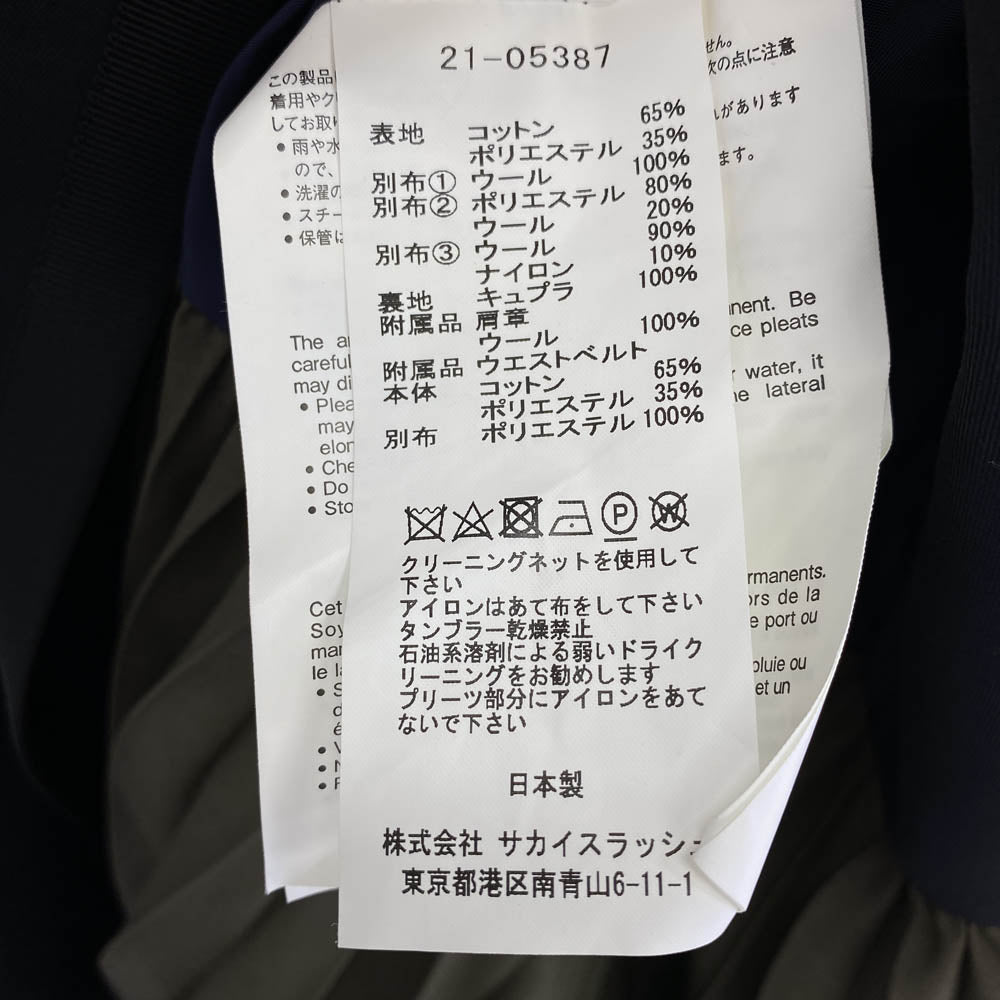 21-05387
65%
表地 コットン 35%
ポリエステル 100%
別布① ウール 80%
別布② ポリエステル 20%
ウール 90%
別布③ ウール 10%
ナイロン 100%
裏地 キュプラ
附属品 肩章 100%
ウール
附属品 ウエストベルト 65%
本体 コットン 35%
ポリエステル 100%
別布 ポリエステル
P
W
クリーニングネットを使用して
下さい
アイロンはあて布をして下さい
タンブラー乾燥禁止
石油系溶剤による弱いドライク
リーニングをお勧めします
プリーツ部分にアイロンをあて
ないで下さい
日本製
株式会社 サカイスラッシュ
東京都港区南青山6-11-1
この製品
着用やク
してお取
• 雨や水
ので、
• 洗濯の
• スチー
• 保管は
The
careful
may
•
may
• Do
Cet
le
せん。
次の点に注意
があります
ます。
Be
pleats
water, it
lateral
de la
port ou
pluie ou
et un